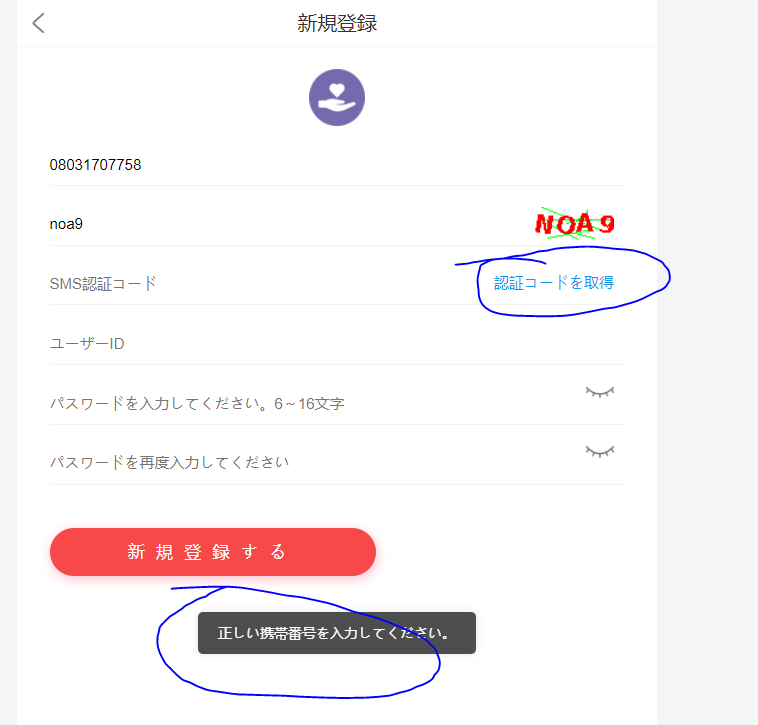 新規登録
08031707758
noa9 NOA9
SMS認証コード 認証コードを取得
ユーザーID
パスワードを入力してください。6～16文字
パスワードを再度入力してください
新規登録する
正しい携帯番号を入力してください。